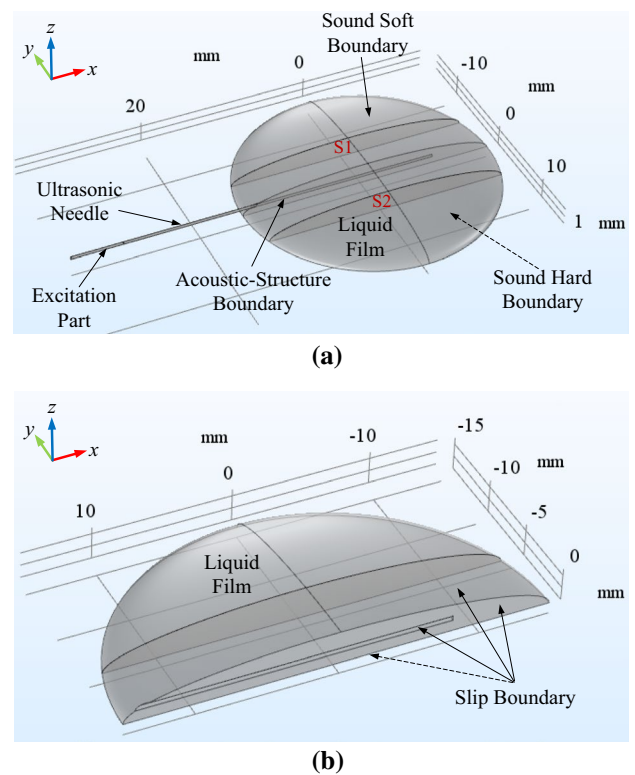 z
y
x
mm
20
0
Sound Soft
Boundary
-10
mm
0
10
1 mm
S1
S2
Ultrasonic
Needle
Liquid
Film
Excitation
Part
Acoustic-Structure
Boundary
Sound Hard
Boundary
(a)
z
y
x
mm
10
0
-10
-15
-10 mm
-5
0
mm
Liquid
Film
Slip Boundary
(b)